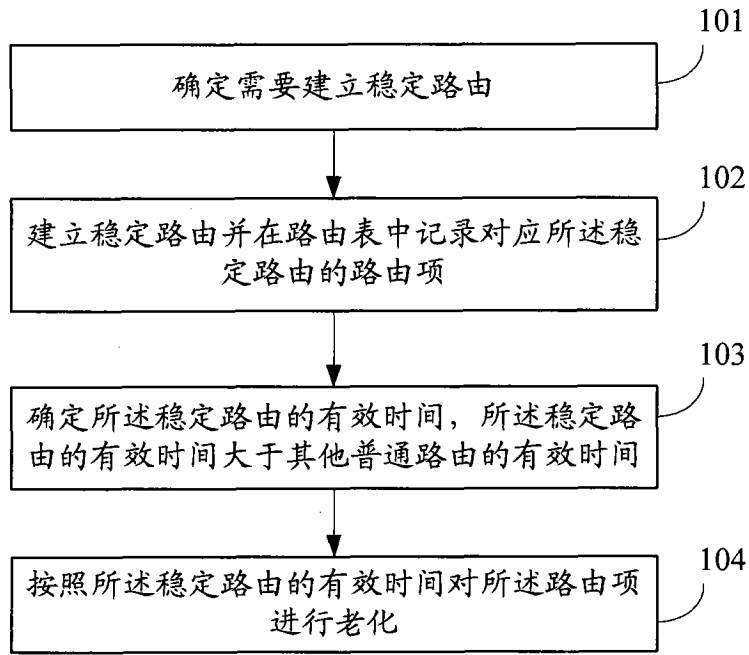 101
确定需要建立稳定路由
102
建立稳定路由并在路由表中记录对应所述稳
定路由的路由项
103
确定所述稳定路由的有效时间，所述稳定路
由的有效时间大于其他普通路由的有效时间
104
按照所述稳定路由的有效时间对所述路由项
进行老化